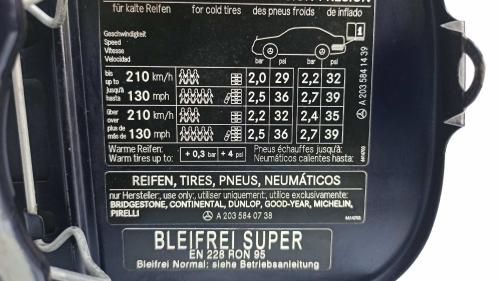 für kalte Reifen for cold tires des pneus froids de inflado
Geschwindigkeit
Speed
Vitesse
Velocidad
bar psi bar psi
bis
up to
jusqu'à
hasta
210 km/h 2,0 29 2,2 32
130 mph 2,5 36 2,7 39
über
over
plus de
más de
210 km/h 2,2 32 2,4 35
130 mph 2,5 36 2,7 39
Warme Reifen: + 0,3 bar + 4 psi Pneus échauffes jusqu'à:
Warm tires up to: Neumáticos calientes hasta:
A 203 584 14 39
REIFEN, TIRES, PNEUS, NEUMÁTICOS
nur Hersteller, use only, utiliser uniquement, utilice exclusivamente:
BRIDGESTONE, CONTINENTAL, DUNLOP, GOOD-YEAR, MICHELIN,
PIRELLI A 203 584 07 38
BLEIFREI SUPER
EN 228 RON 95
Bleifrei Normal: siehe Betriebsanleitung